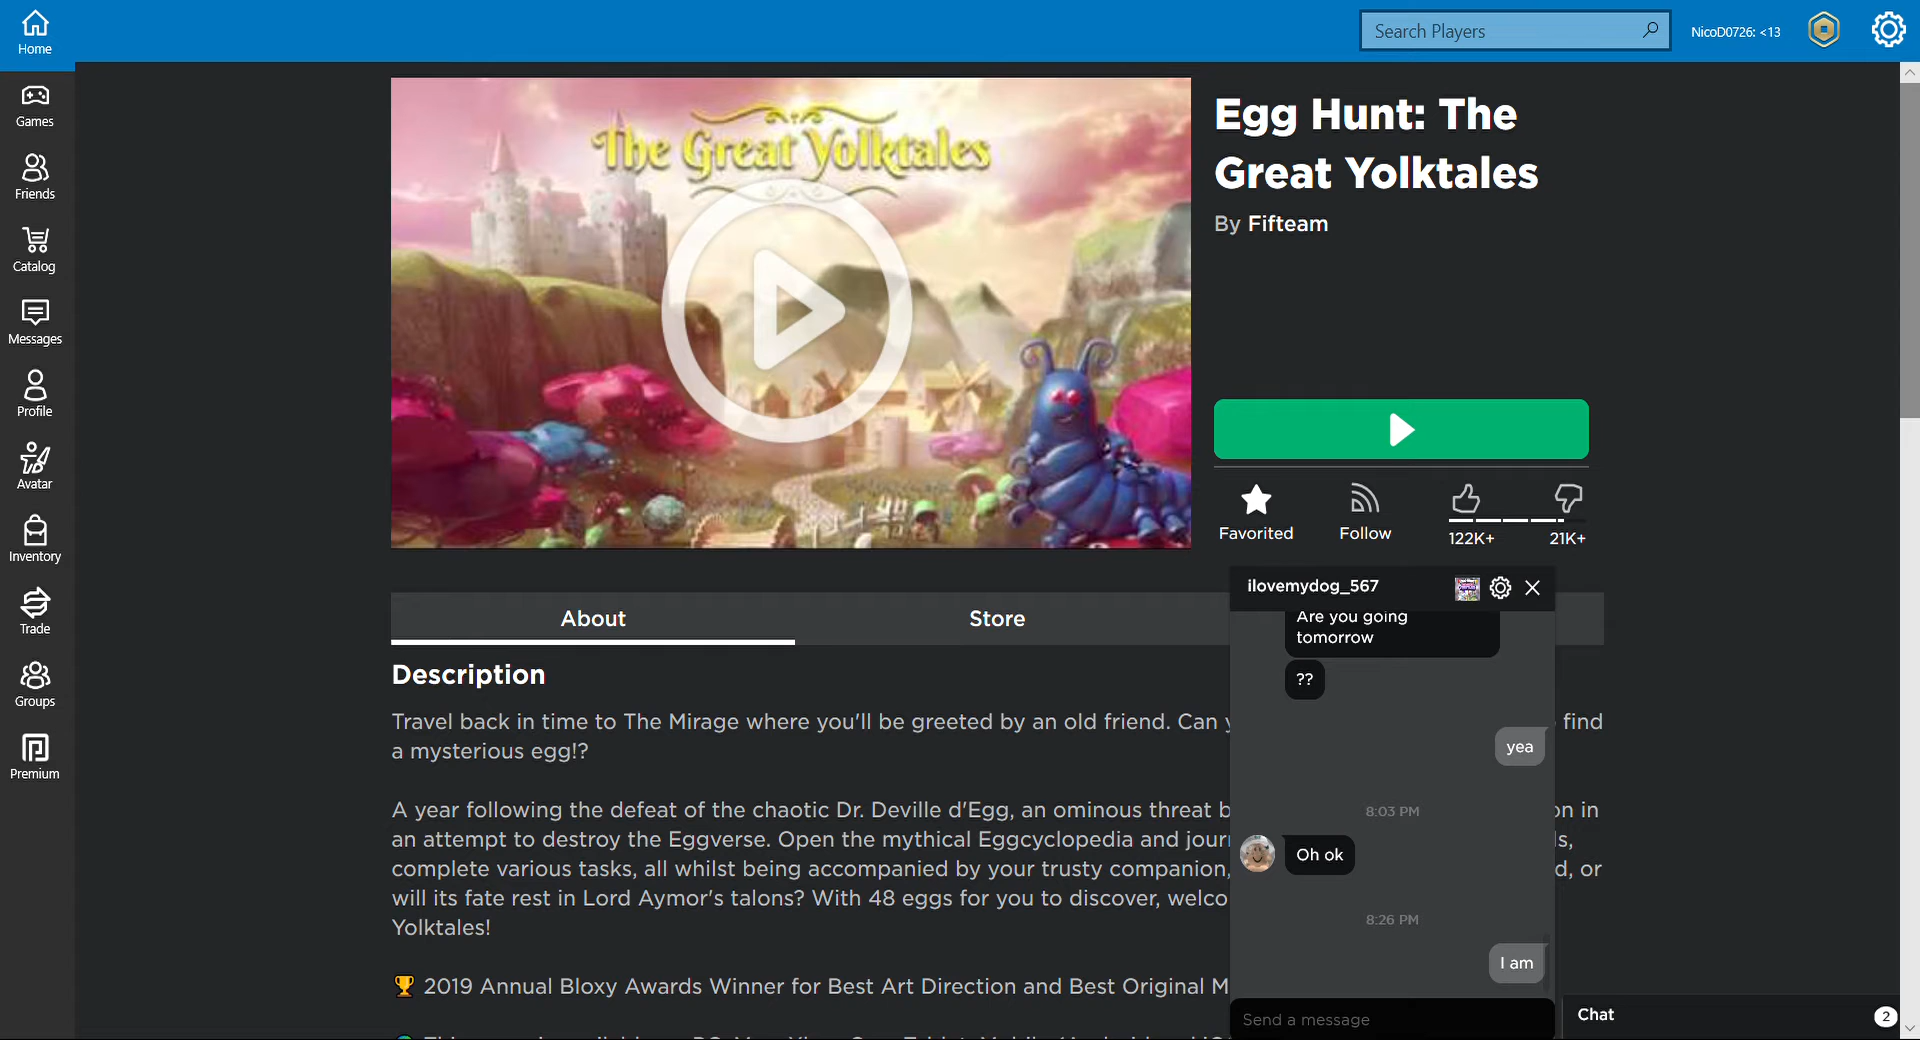 Home
Search Players
NicoD0726: <13
Games
Friends
Catalog
Messages
Profile
Avatar
Inventory
Trade
Groups
Premium
The Great Yolktales
Egg Hunt: The
Great Yolktales
By Fifteam
Favorited
Follow
122K+
21K+
About
Store
Description
Travel back in time to The Mirage where you'll be greeted by an old friend. Can find
a mysterious egg!?
A year following the defeat of the chaotic Dr. Deville d'Egg, an ominous threat in
an attempt to destroy the Eggverse. Open the mythical Eggcyclopedia and
complete various tasks, all whilst being accompanied by your trusty companion, or
will its fate rest in Lord Aymor's talons? With 48 eggs for you to discover,
Yolktales!
🏆 2019 Annual Bloxy Awards Winner for Best Art Direction and Best Original
ilovemydog_567
Are you going
tomorrow
??
yea
8:03 PM
Oh ok
8:26 PM
I am
Send a message
Chat
2